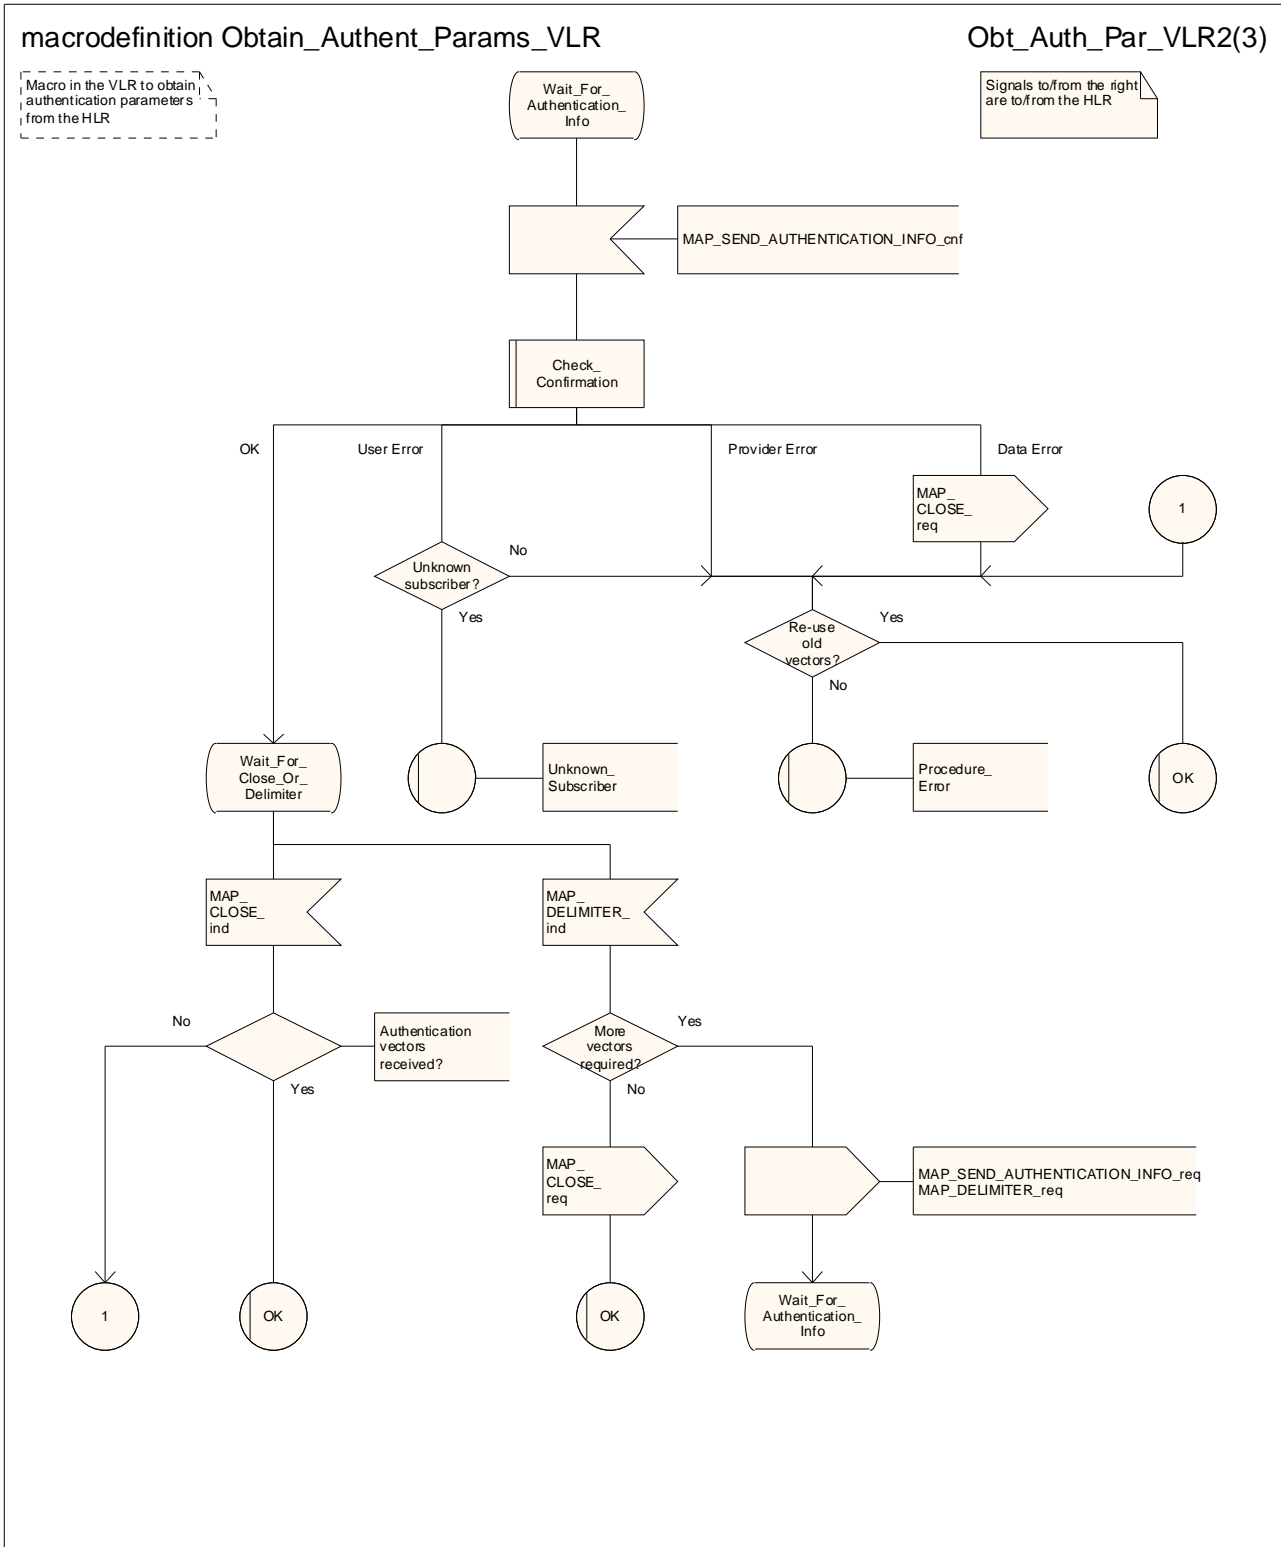 macrodefinition Obtain_Authent_Params_VLR
Obt_Auth_Par_VLR2(3)
Macro in the VLR to obtain
authentication parameters
from the HLR
Wait_For_
Authentication_
Info
Signals to/from the right
are to/from the HLR
MAP_SEND_AUTHENTICATION_INFO_cnf
Check_
Confirmation
OK
User Error
Provider Error
Data Error
MAP_
CLOSE_
req
1
Unknown
subscriber?
No
Yes
Re-use
old
vectors?
Yes
No
Wait_For_
Close_Or_
Delimiter
Unknown_
Subscriber
Procedure_
Error
OK
MAP_
CLOSE_
ind
MAP_
DELIMITER_
ind
No
Authentication
vectors
received?
Yes
More
vectors
required?
Yes
No
MAP_
CLOSE_
req
MAP_SEND_AUTHENTICATION_INFO_req
MAP_DELIMITER_req
1
OK
OK
Wait_For_
Authentication_
Info